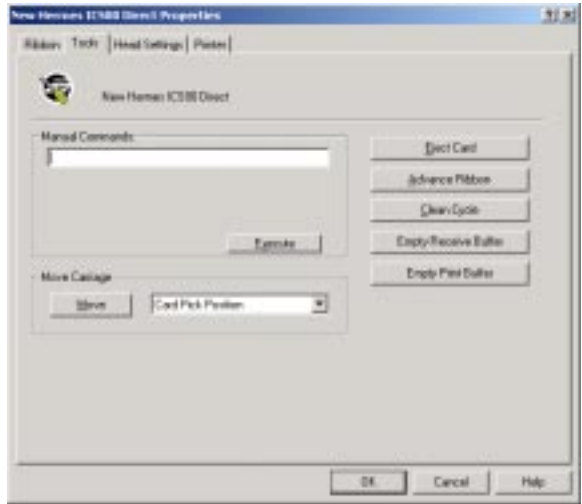 New Hermes IC500 Direct Properties
Ribbon Tools Head Settings Printer
New Hermes IC500 Direct
Manual Commands
Eject Card
Advance Ribbon
Clean Cycle
Execute
Empty Receive Buffer
Empty Print Buffer
Move Carriage
Move Card Pick Position
OK Cancel Help